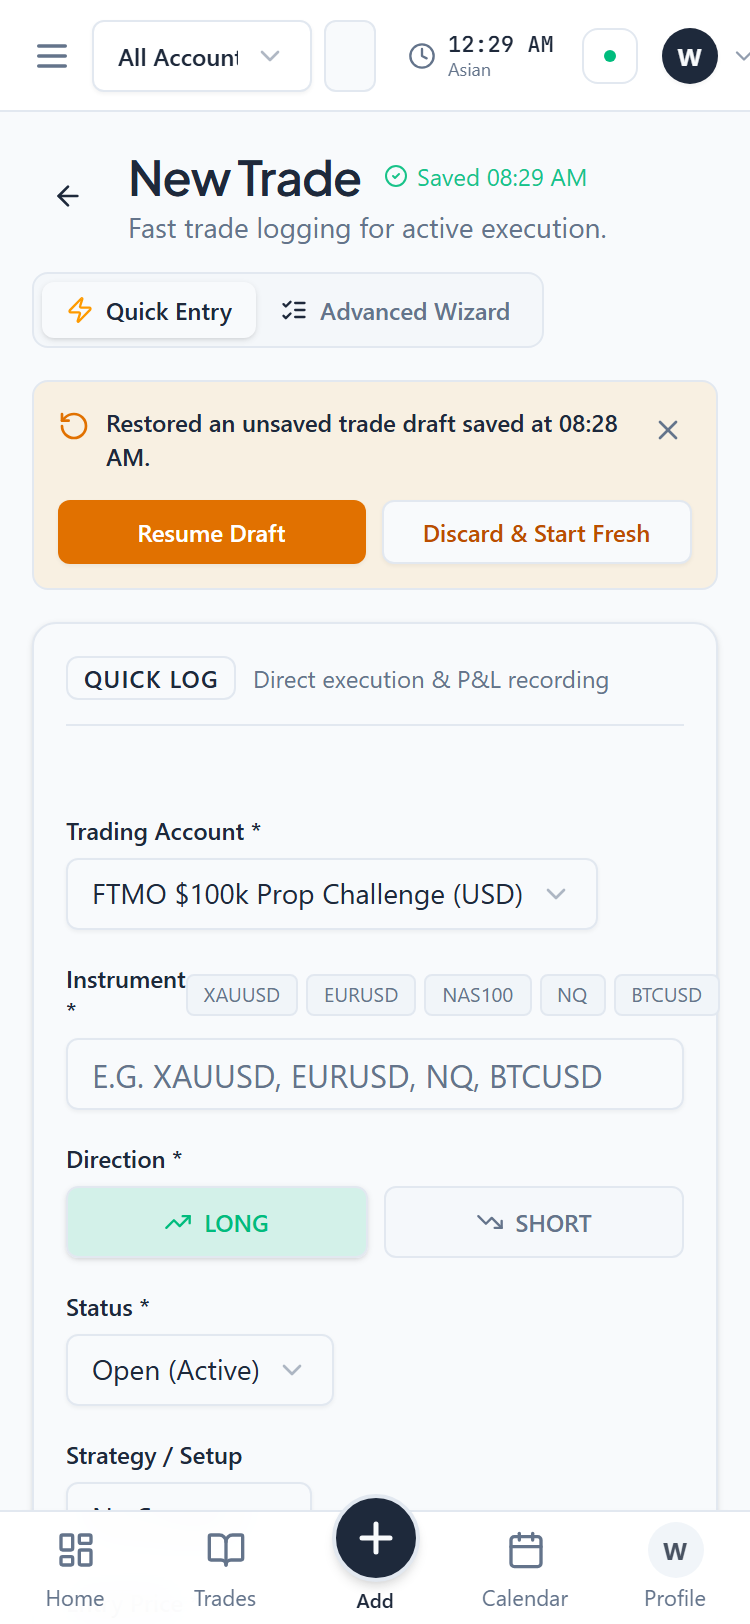 All Account
12:29 AM
Asian
W
New Trade
Saved 08:29 AM
Fast trade logging for active execution.
Quick Entry
Advanced Wizard
Restored an unsaved trade draft saved at 08:28
AM.
Resume Draft
Discard & Start Fresh
QUICK LOG
Direct execution & P&L recording
Trading Account *
FTMO $100k Prop Challenge (USD)
Instrument
*
XAUUSD
EURUSD
NAS100
NQ
BTCUSD
E.G. XAUUSD, EURUSD, NQ, BTCUSD
Direction *
LONG
SHORT
Status *
Open (Active)
Strategy / Setup
Home
Trades
Add
Calendar
W
Profile